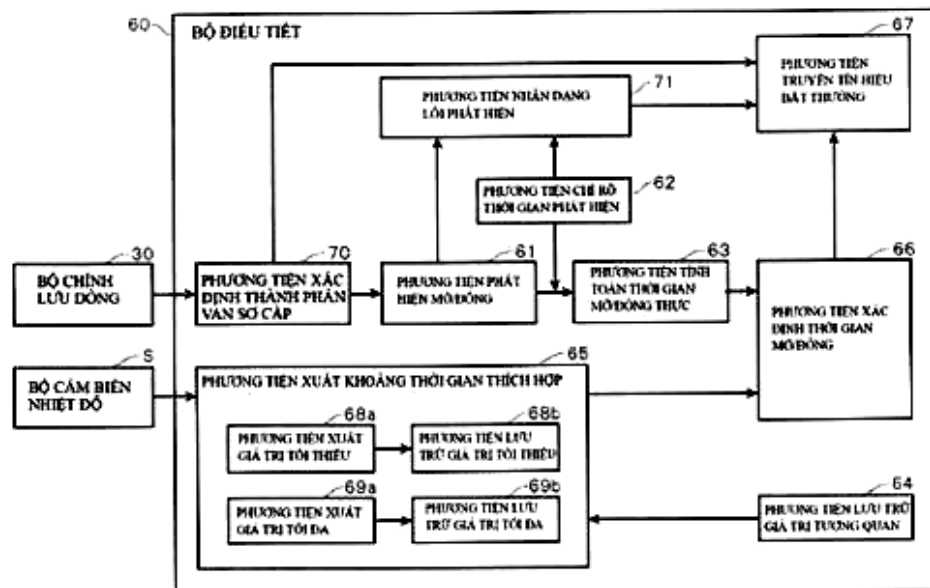 60
BỘ ĐIỀU TIẾT
67
PHƯƠNG TIỆN
TRUYỀN TÍN HIỆU
BẤT THƯỜNG
71
PHƯƠNG TIỆN NHẬN DẠNG
LỖI PHÁT HIỆN
62
PHƯƠNG TIỆN CHỈ RÕ
THỜI GIAN PHÁT HIỆN
30
BỘ CHỈNH
LƯU DÒNG
70
PHƯƠNG TIỆN XÁC
ĐỊNH THÀNH PHẦN
VAN SƠ CẤP
61
PHƯƠNG TIỆN PHÁT
HIỆN MỞ/ĐÓNG
63
PHƯƠNG TIỆN TÍNH
TOÁN THỜI GIAN
MỞ/ĐÓNG THỰC
66
PHƯƠNG TIỆN XÁC
ĐỊNH THỜI GIAN
MỞ/ĐÓNG
S
BỘ CẢM BIẾN
NHIỆT ĐỘ
65
PHƯƠNG TIỆN XUẤT KHOẢNG THỜI GIAN THÍCH HỢP
68a
PHƯƠNG TIỆN XUẤT
GIÁ TRỊ TỐI THIỂU
68b
PHƯƠNG TIỆN LƯU
TRỮ GIÁ TRỊ TỐI THIỂU
69a
PHƯƠNG TIỆN XUẤT
GIÁ TRỊ TỐI ĐA
69b
PHƯƠNG TIỆN LƯU
TRỮ GIÁ TRỊ TỐI ĐA
64
PHƯƠNG TIỆN LƯU TRỮ
GIÁ TRỊ TƯƠNG QUAN